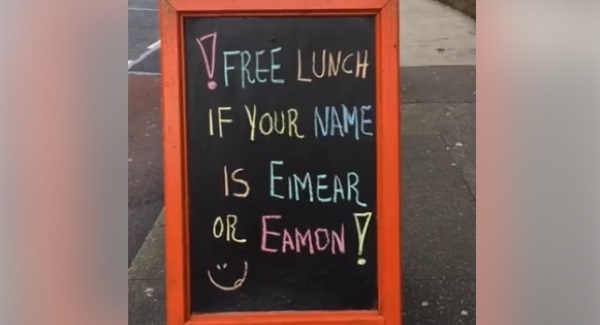 ! FREE LUNCH
IF YOUR NAME
IS EIMEAR
OR EAMON!